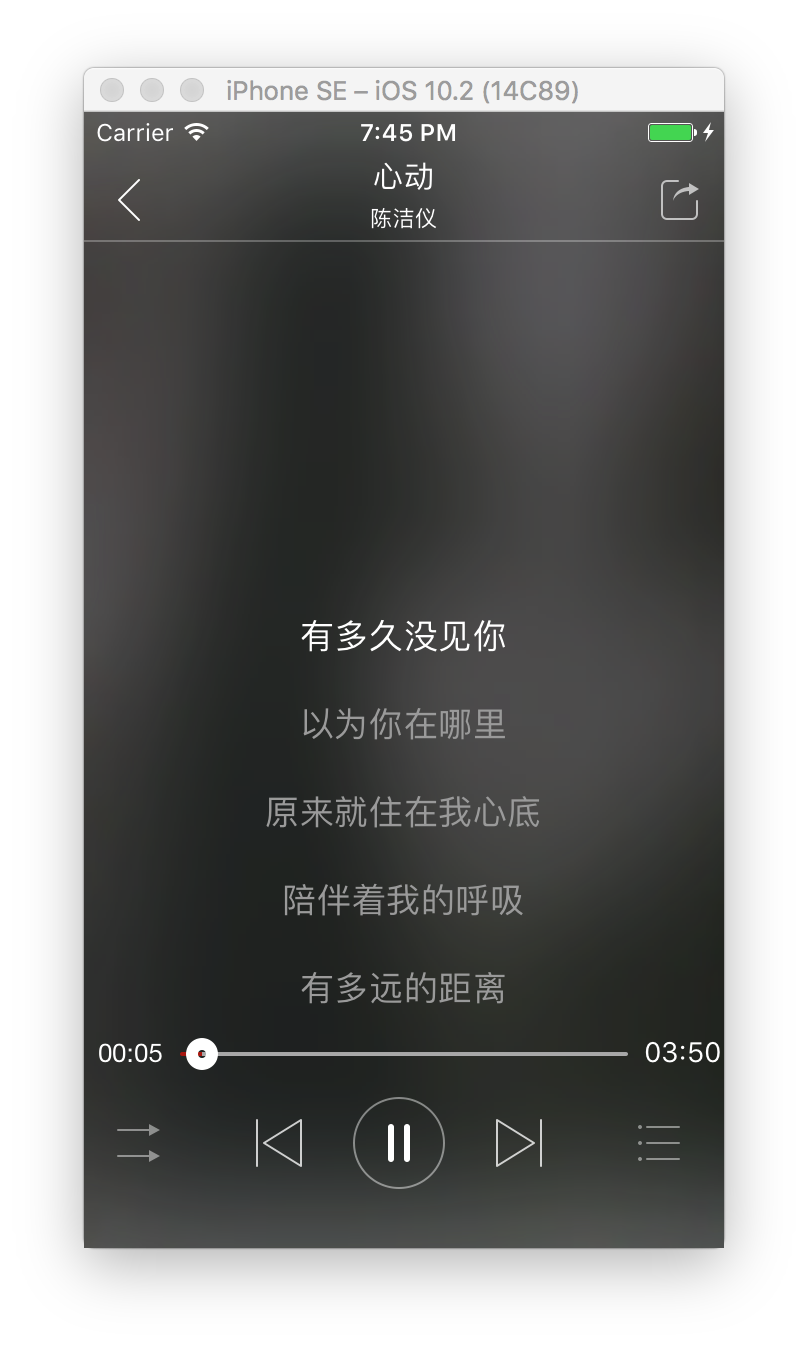 iPhone SE – iOS 10.2 (14C89)
Carrier 7:45 PM
心动
陈洁仪
有多久没见你
以为你在哪里
原来就住在我心底
陪伴着我的呼吸
有多远的距离
00:05 03:50